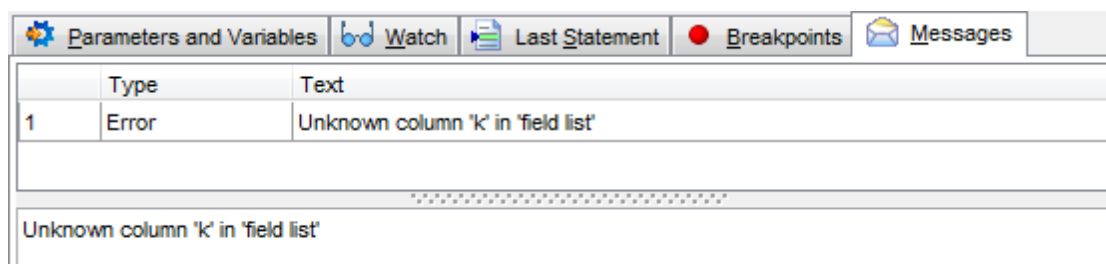 Parameters and Variables Watch Last Statement Breakpoints Messages
Type Text
1 Error Unknown column 'k' in 'field list'
Unknown column 'k' in 'field list'